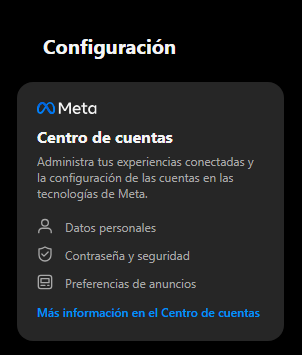 Configuración
Meta
Centro de cuentas
Administra tus experiencias conectadas y
la configuración de las cuentas en las
tecnologías de Meta.
Datos personales
Contraseña y seguridad
Preferencias de anuncios
Más información en el Centro de cuentas